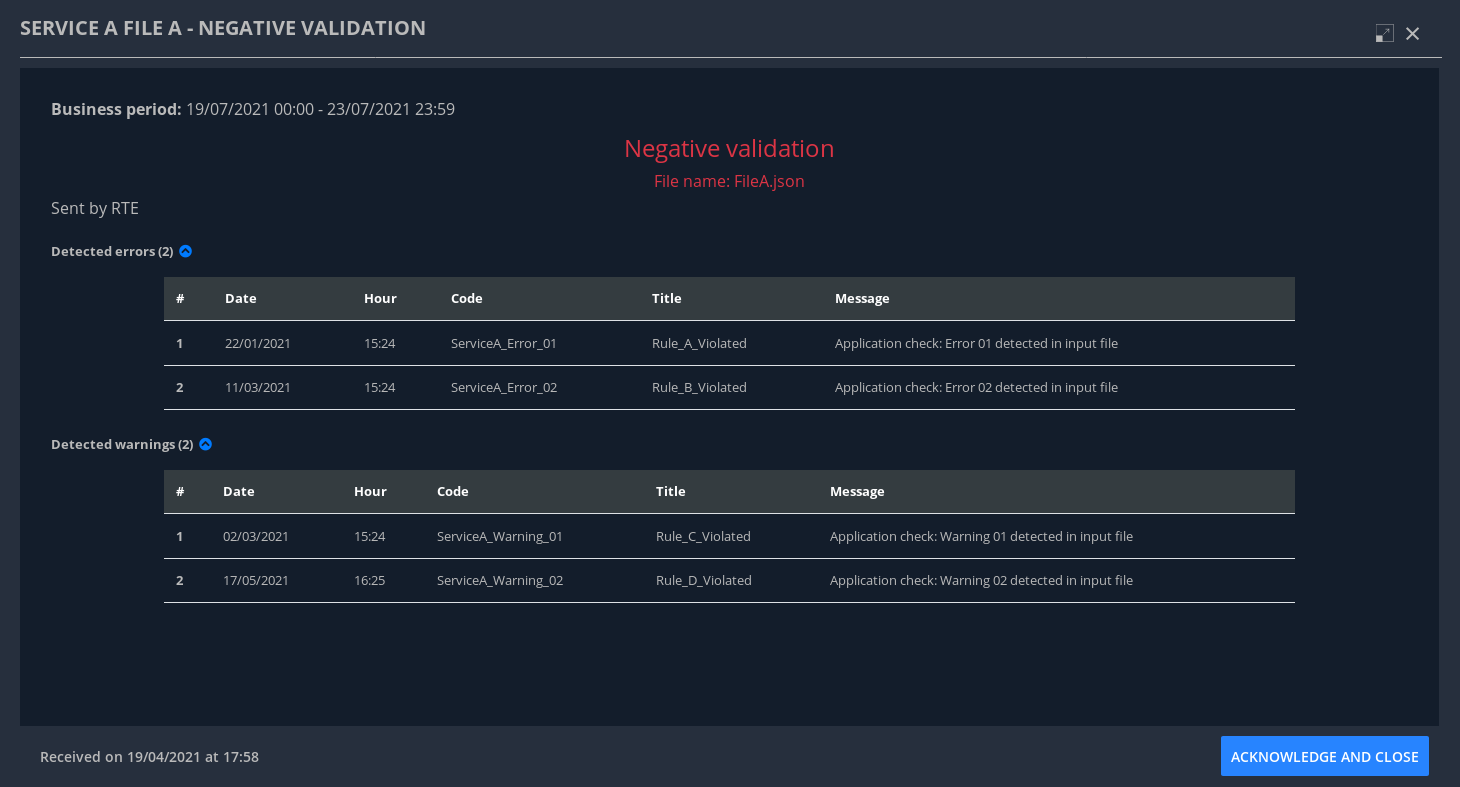 SERVICE A FILE A - NEGATIVE VALIDATION
Business period: 19/07/2021 00:00 - 23/07/2021 23:59
Negative validation
File name: FileA.json
Sent by RTE
Detected errors (2)
# Date Hour Code Title Message
1 22/01/2021 15:24 ServiceA_Error_01 Rule_A_Violated Application check: Error 01 detected in input file
2 11/03/2021 15:24 ServiceA_Error_02 Rule_B_Violated Application check: Error 02 detected in input file
Detected warnings (2)
# Date Hour Code Title Message
1 02/03/2021 15:24 ServiceA_Warning_01 Rule_C_Violated Application check: Warning 01 detected in input file
2 17/05/2021 16:25 ServiceA_Warning_02 Rule_D_Violated Application check: Warning 02 detected in input file
Received on 19/04/2021 at 17:58
ACKNOWLEDGE AND CLOSE